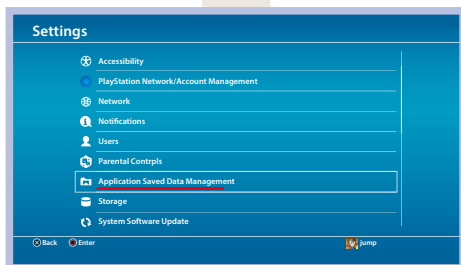 Settings
Accessibility
PlayStation Network/Account Management
Network
Notifications
Users
Parental Contrpls
Application Saved Data Management
Storage
System Software Update
Back Enter jump